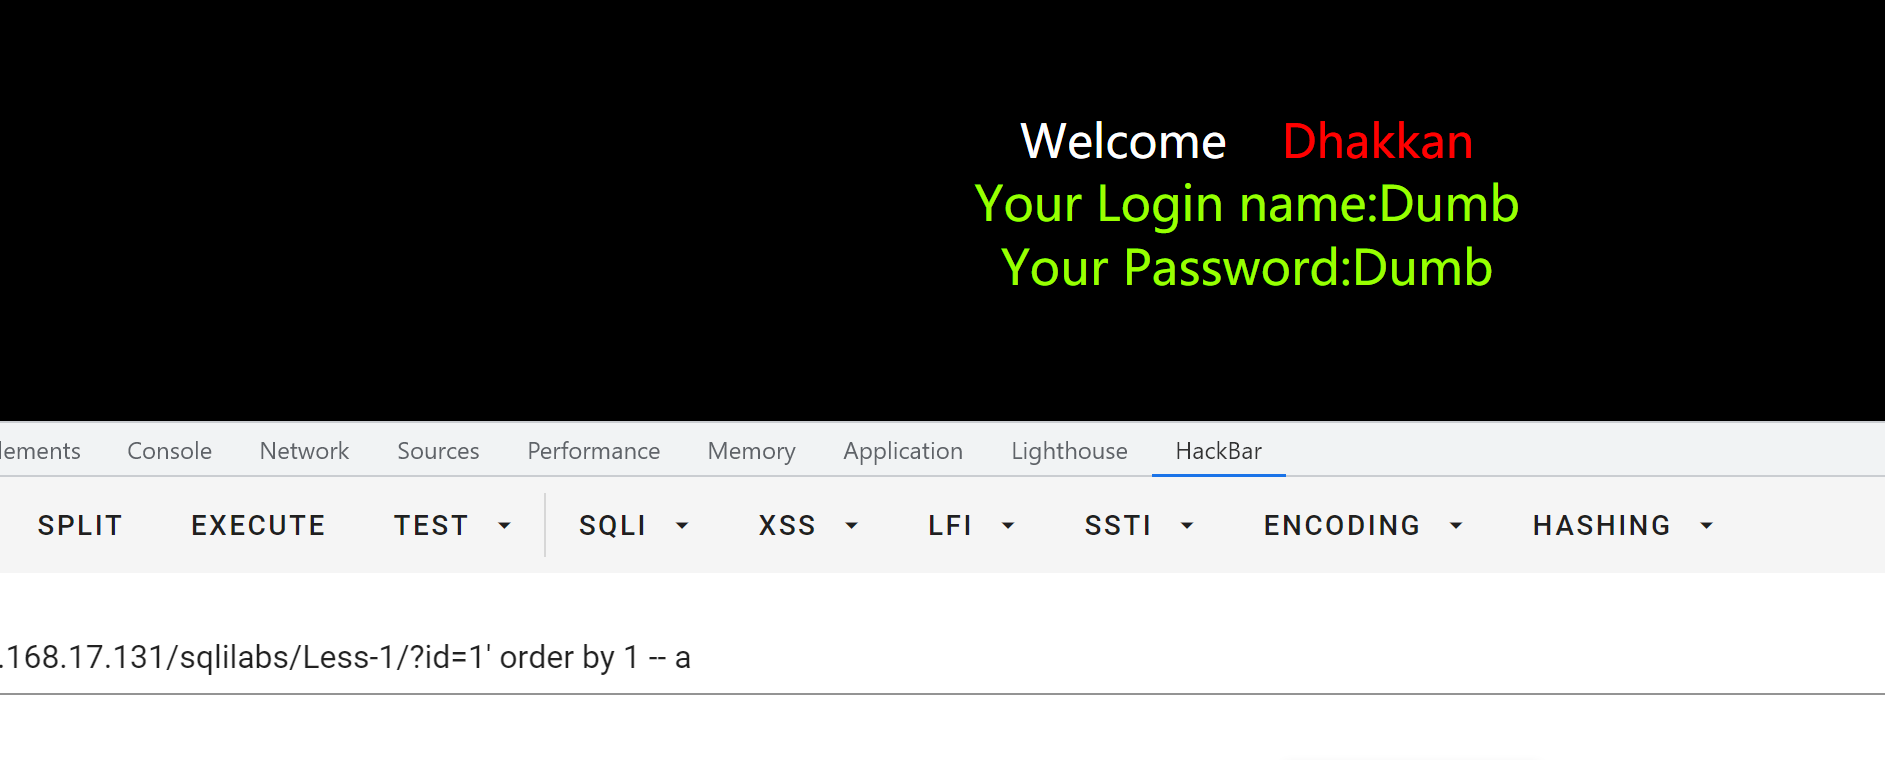 Welcome Dhakkan
Your Login name:Dumb
Your Password:Dumb
lements Console Network Sources Performance Memory Application Lighthouse HackBar
SPLIT EXECUTE TEST SQLI XSS LFI SSTI ENCODING HASHING
.168.17.131/sqlilabs/Less-1/?id=1' order by 1 -- a